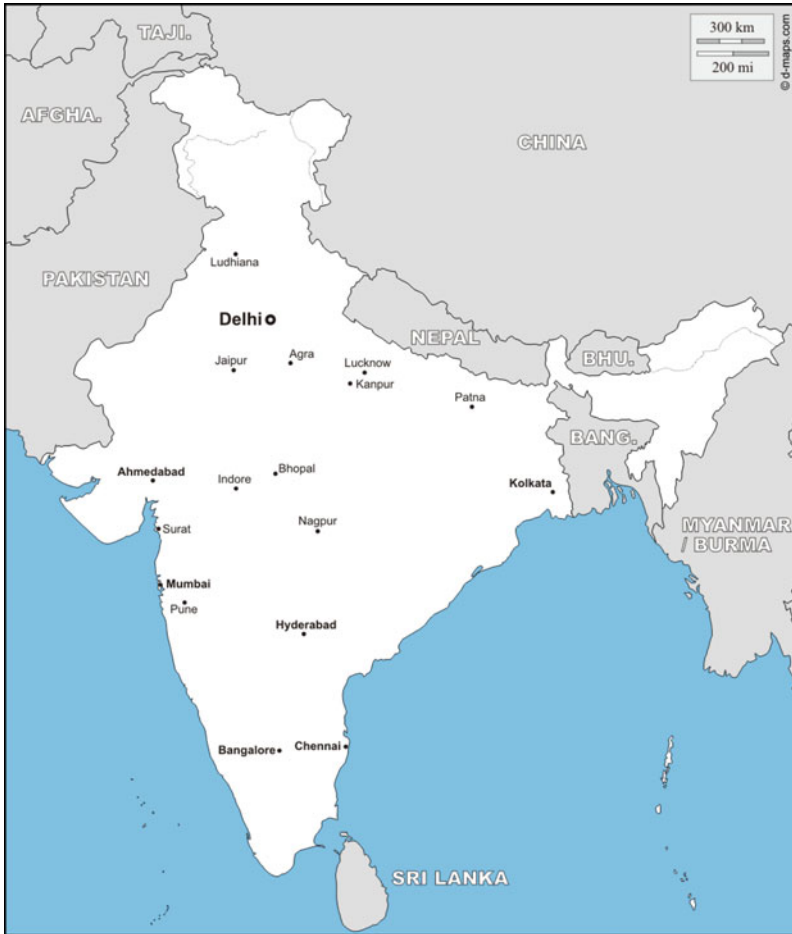 TAJI.
300 km
200 mi
© d-maps.com
AFGHA.
CHINA
PAKISTAN
Ludhiana
Delhi
NEPAL
BHU.
Jaipur
Agra
Lucknow
Kanpur
Patna
BANG.
Ahmedabad
Indore
Bhopal
Kolkata
Surat
Nagpur
MYANMAR
/ BURMA
Mumbai
Pune
Hyderabad
Bangalore
Chennai
SRI LANKA